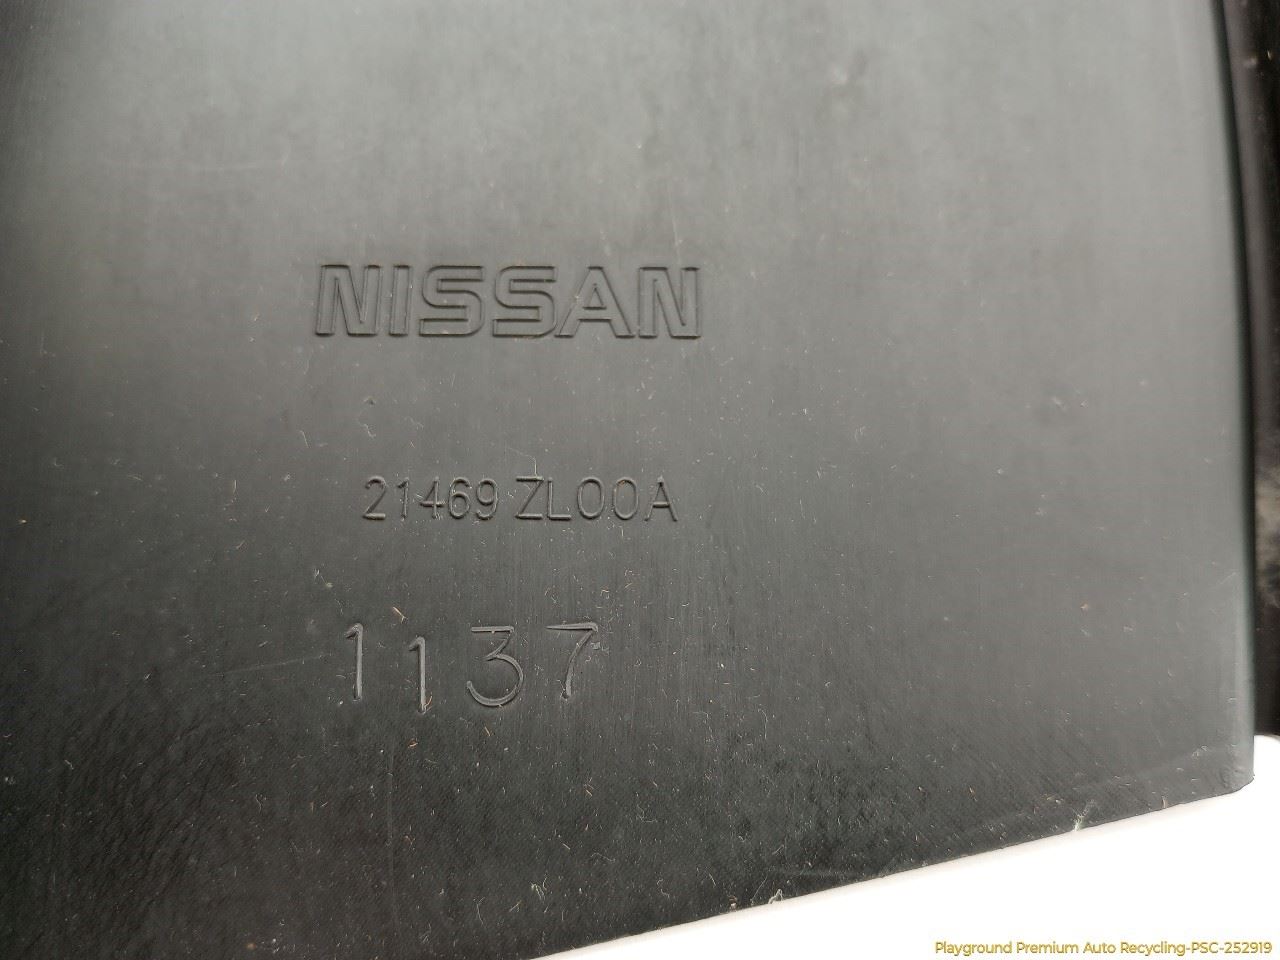 NISSAN
21469 ZL00A
1137
Playground Premium Auto Recycling-PSC-252919